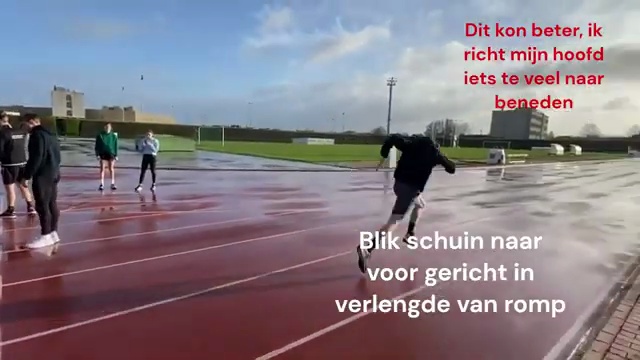 Dit kon beter, ik
richt mijn hoofd
iets te veel naar
beneden
Blik schuin naar
voor gericht in
verlengde van romp